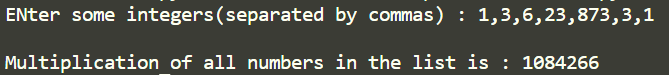 ENter some integers(separated by commas) : 1,3,6,23,873,3,1
Multiplication of all numbers in the list is : 1084266